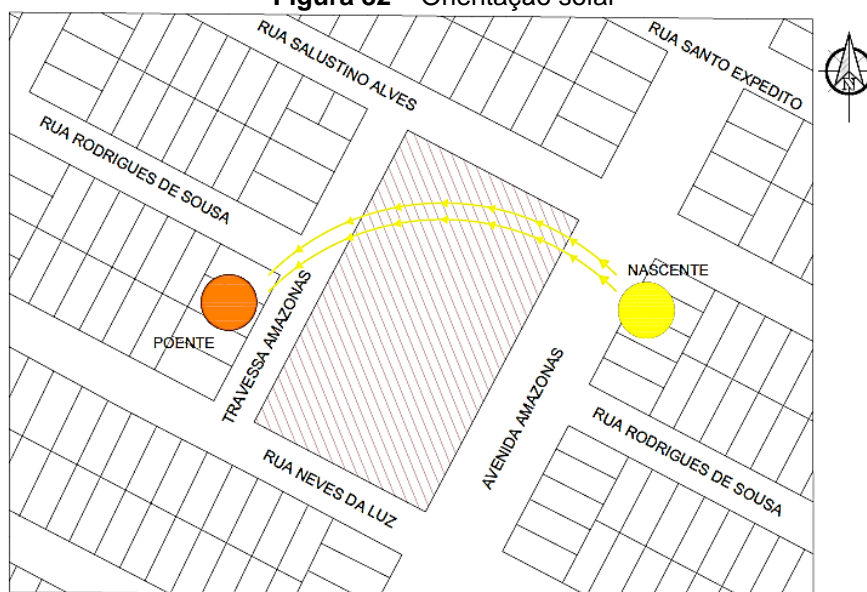 Figura 32 – Orientação solar
RUA SALUSTINO ALVES
RUA SANTO EXPEDITO
N
RUA RODRIGUES DE SOUSA
NASCENTE
POENTE
TRAVESSA AMAZONAS
AVENIDA AMAZONAS
RUA RODRIGUES DE SOUSA
RUA NEVES DA LUZ